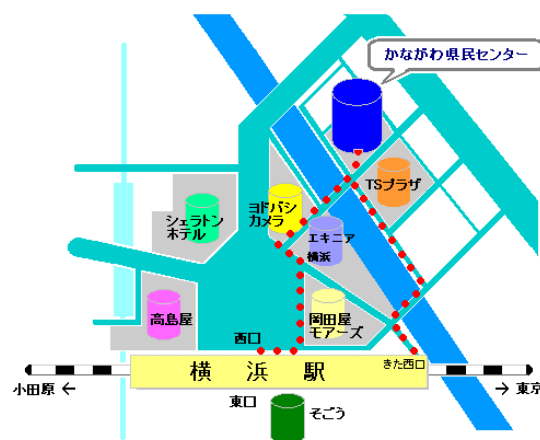 かながわ県民センター
TSプラザ
ヨドバシ
カメラ
シェラトン
ホテル
エキニア
横浜
高島屋
岡田屋
モアーズ
西口
きた西口
横浜駅
小田原 ←
→ 東京
東口
そごう